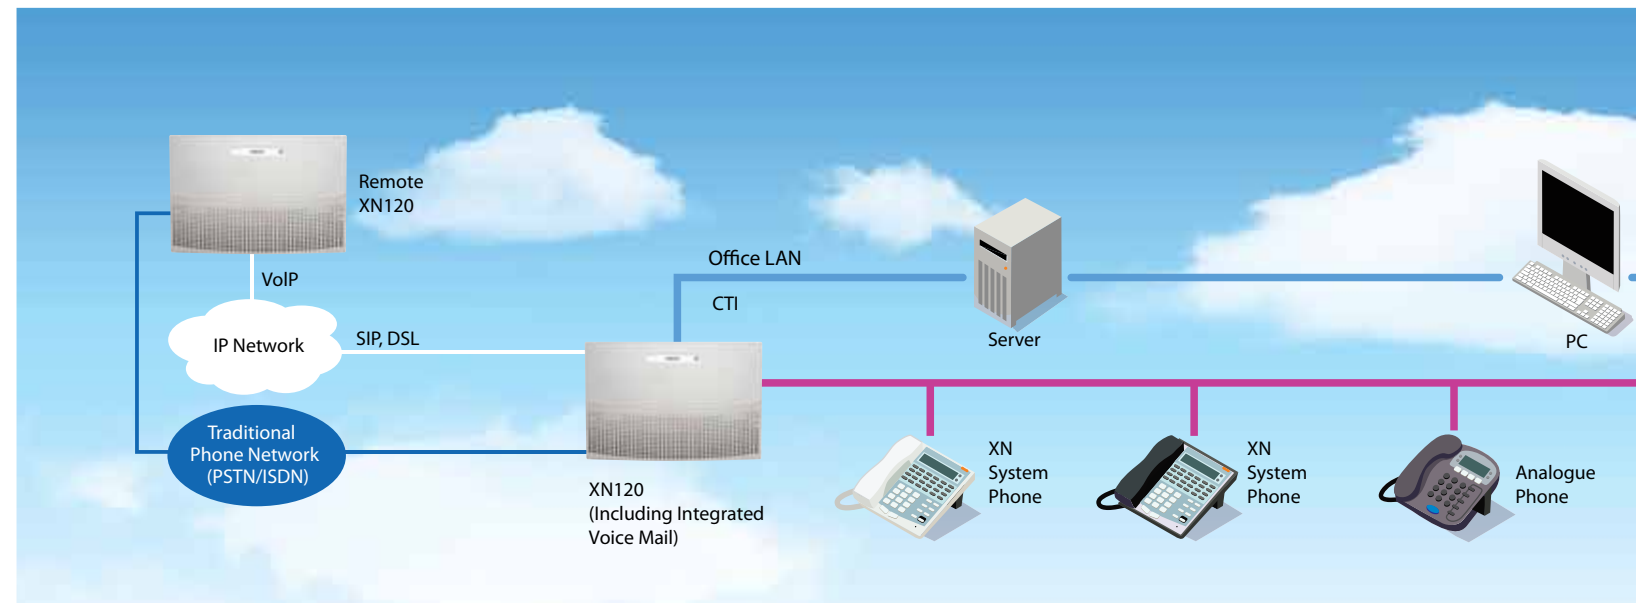 Remote
XN120
VoIP
IP Network
SIP, DSL
Traditional
Phone Network
(PSTN/ISDN)
XN120
(Including Integrated
Voice Mail)
Office LAN
CTI
Server
PC
XN
System
Phone
XN
System
Phone
Analogue
Phone